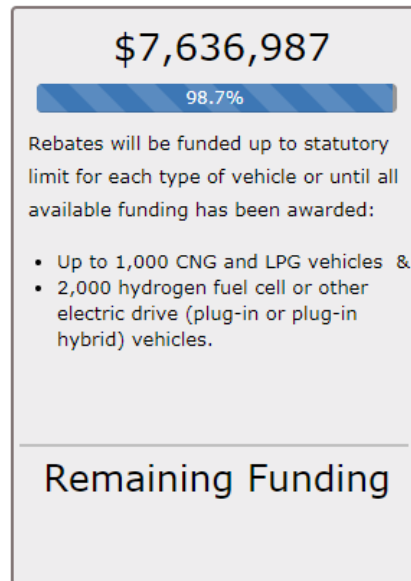 $7,636,987
98.7%
Rebates will be funded up to statutory
limit for each type of vehicle or until all
available funding has been awarded:
• Up to 1,000 CNG and LPG vehicles &
• 2,000 hydrogen fuel cell or other
electric drive (plug-in or plug-in
hybrid) vehicles.
Remaining Funding